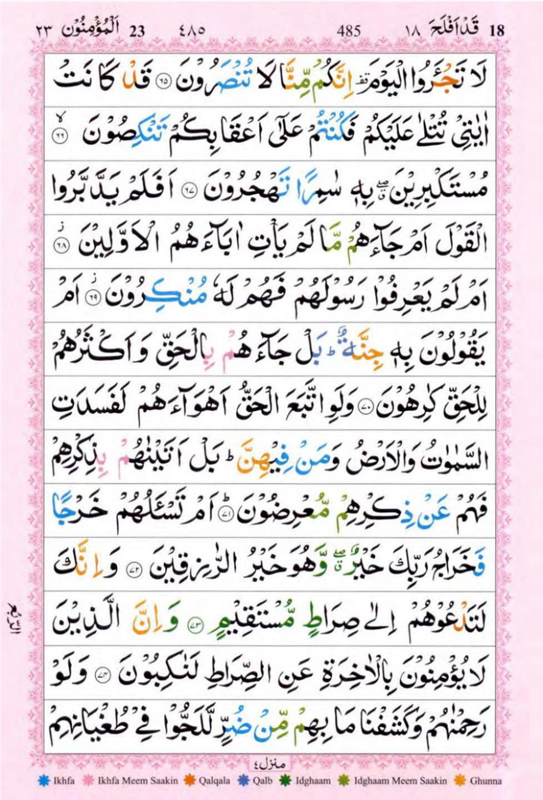 18 قَدْ اَفْلَحَ ١٨ 485 ٤٨٥ 23 اَلْمُؤْمِنُوْن ٢٣
لَا تَجْـَٔرُوا الْيَوْمَ ۫ اِنَّكُمْ مِّنَّا لَا تُنْصَرُوْنَ ﴿٦٥﴾ قَدْ كَانَتْ
اٰيٰتِيْ تُتْلٰى عَلَيْكُمْ فَكُنْتُمْ عَلٰٓى اَعْقَابِكُمْ تَنْكِصُوْنَ ﴿٦٦﴾ۙ
مُسْتَكْبِرِيْنَ ۖ بِهٖ سٰمِرًا تَهْجُرُوْنَ ﴿٦٧﴾ اَفَلَمْ يَدَّبَّرُوا
الْقَوْلَ اَمْ جَآءَهُمْ مَّا لَمْ يَاْتِ اٰبَآءَهُمُ الْاَوَّلِيْنَ ﴿٦٨﴾ۙ
اَمْ لَمْ يَعْرِفُوْا رَسُوْلَهُمْ فَهُمْ لَهٗ مُنْكِرُوْنَ ﴿٦٩﴾ۙ اَمْ
يَقُوْلُوْنَ بِهٖ جِنَّةٌ ؕ بَلْ جَآءَهُمْ بِالْحَقِّ وَاَكْثَرُهُمْ
لِلْحَقِّ كٰرِهُوْنَ ﴿٧٠﴾ وَلَوِ اتَّبَعَ الْحَقُّ اَهْوَآءَهُمْ لَفَسَدَتِ
السَّمٰوٰتُ وَالْاَرْضُ وَمَنْ فِيْهِنَّ ؕ بَلْ اَتَيْنٰهُمْ بِذِكْرِهِمْ
فَهُمْ عَنْ ذِكْرِهِمْ مُّعْرِضُوْنَ ﴿٧١﴾ؕ اَمْ تَسْـَٔلُهُمْ خَرْجًا
فَخَرَاجُ رَبِّكَ خَيْرٌ ۖ وَّهُوَ خَيْرُ الرّٰزِقِيْنَ ﴿٧٢﴾ وَاِنَّكَ
لَتَدْعُوْهُمْ اِلٰى صِرَاطٍ مُّسْتَقِيْمٍ ﴿٧٣﴾ وَاِنَّ الَّذِيْنَ
لَا يُؤْمِنُوْنَ بِالْاٰخِرَةِ عَنِ الصِّرَاطِ لَنٰكِبُوْنَ ﴿٧٤﴾ وَلَوْ
رَحِمْنٰهُمْ وَكَشَفْنَا مَا بِهِمْ مِّنْ ضُرٍّ لَّلَجُّوْا فِيْ طُغْيَانِهِمْ
الربع
منزل ٤
Ikhfa Ikhfa Meem Saakin Qalqala Qalb Idghaam Idghaam Meem Saakin Ghunna